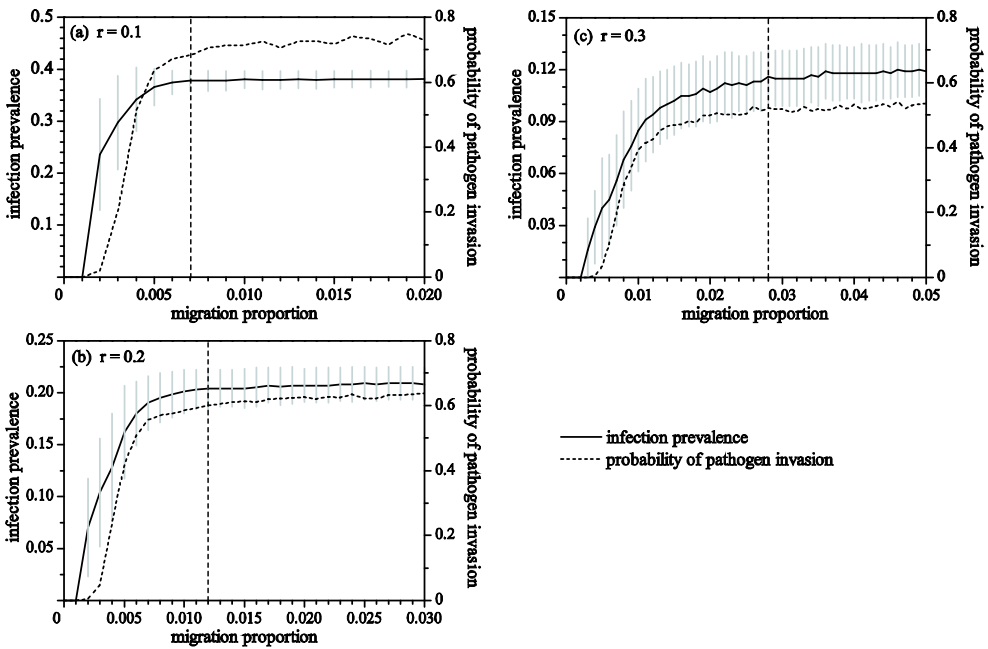 (a) r = 0.1
0.5
0.4
0.3
0.2
0.1
infection prevalence
0.8
0.6
0.4
0.2
0
probability of pathogen invasion
0 0.005 0.010 0.015 0.020
migration proportion
(c) r = 0.3
0.15
0.12
0.09
0.06
0.03
infection prevalence
0.8
0.6
0.4
0.2
0
probability of pathogen invasion
0 0.01 0.02 0.03 0.04 0.05
migration proportion
(b) r = 0.2
0.25
0.20
0.15
0.10
0.05
infection prevalence
0.8
0.6
0.4
0.2
0
probability of pathogen invasion
0 0.005 0.010 0.015 0.020 0.025 0.030
migration proportion
infection prevalence
probability of pathogen invasion